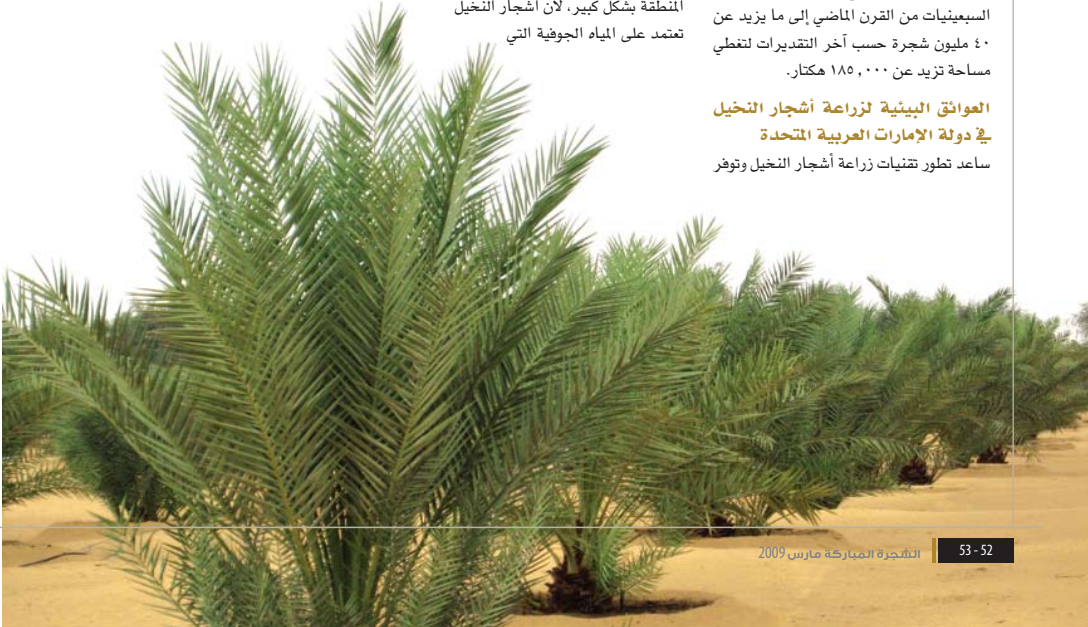 السبعينيات من القرن الماضي إلى ما يزيد عن
٤٠ مليون شجرة حسب آخر التقديرات لتغطي
مساحة تزيد عن ١٨٥,٠٠٠ هكتار.
العوائق البيئية لزراعة أشجار النخيل
في دولة الإمارات العربية المتحدة
ساعد تطور تقنيات زراعة أشجار النخيل وتوفر
المنطقة بشكل كبير، لأن أشجار النخيل
تعتمد على المياه الجوفية التي
53 - 52
الشجرة المباركة مارس 2009